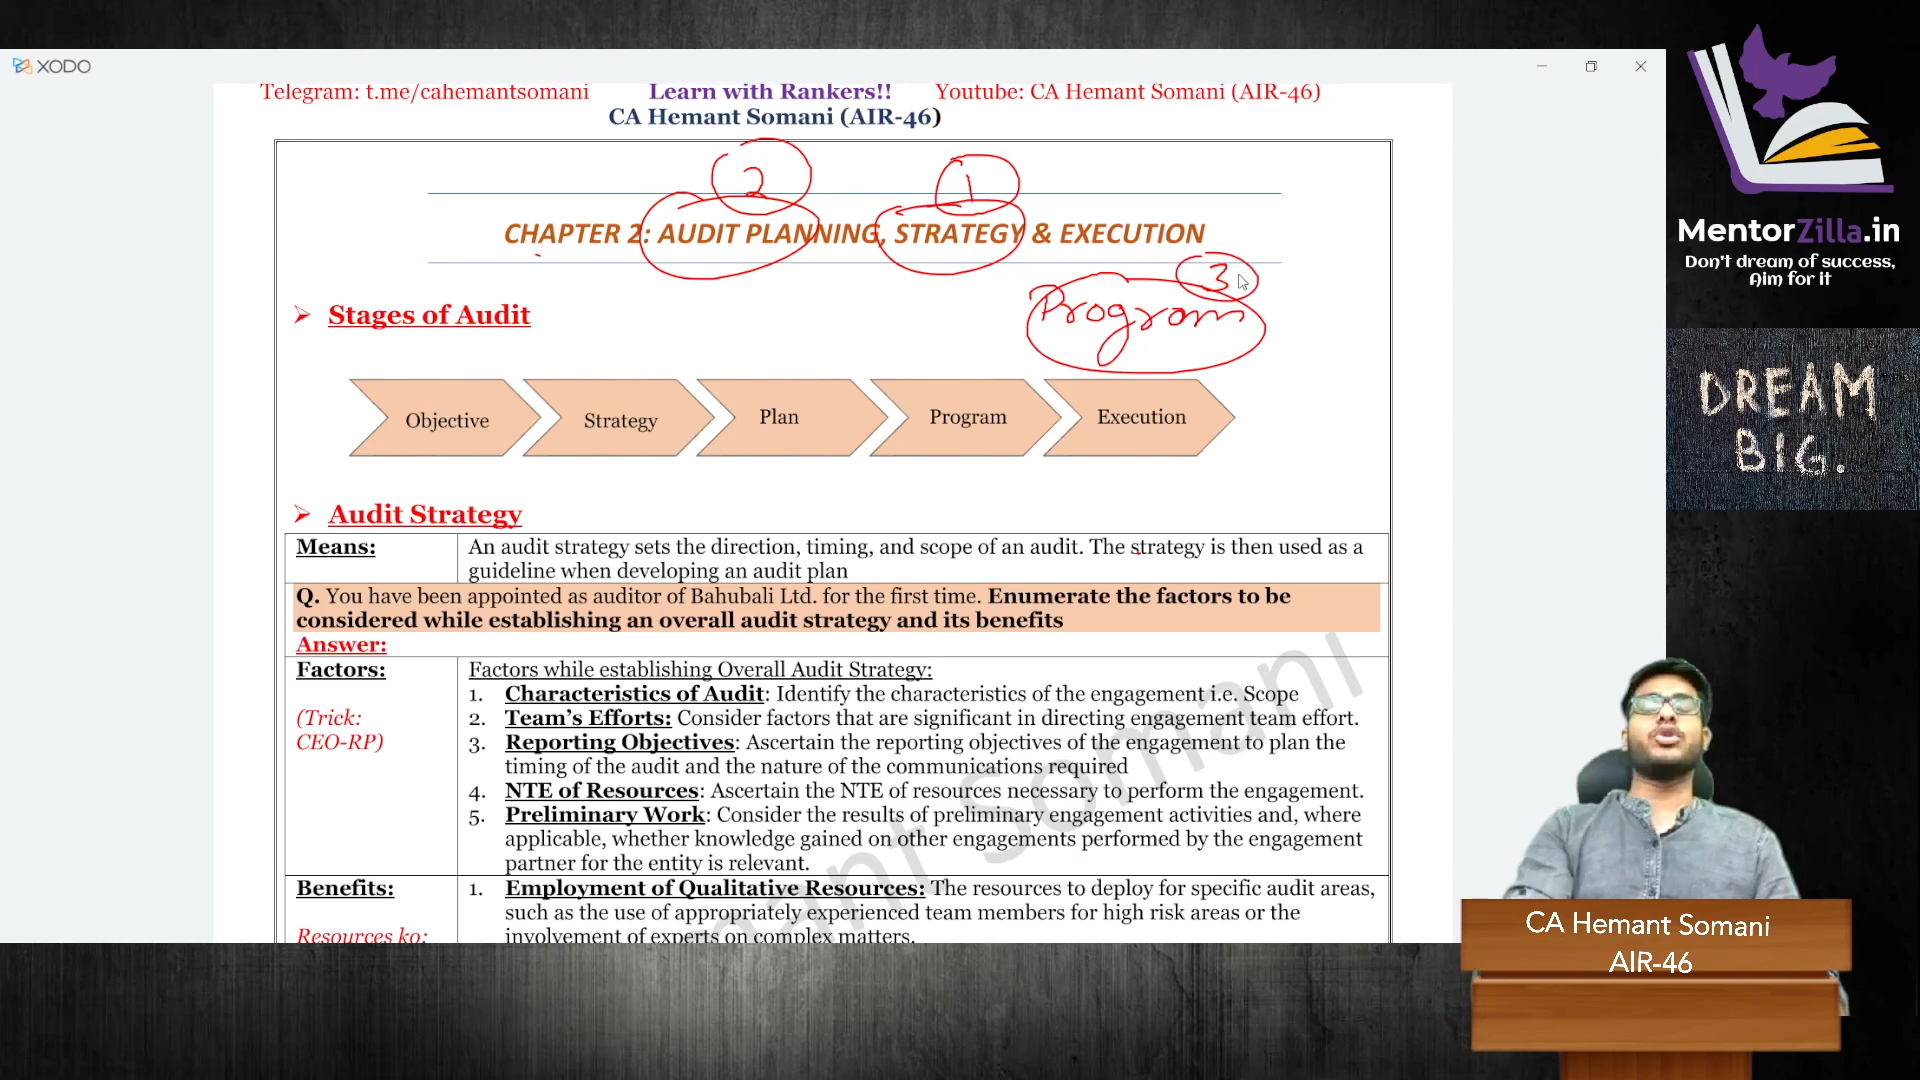 XODO
Telegram: t.me/cahemantsomani Learn with Rankers!! Youtube: CA Hemant Somani (AIR-46)
CA Hemant Somani (AIR-46)
2 1
CHAPTER 2: AUDIT PLANNING, STRATEGY & EXECUTION
3
Program
Stages of Audit
Objective Strategy Plan Program Execution
Audit Strategy
Means: An audit strategy sets the direction, timing, and scope of an audit. The strategy is then used as a
guideline when developing an audit plan
Q. You have been appointed as auditor of Bahubali Ltd. for the first time. Enumerate the factors to be
considered while establishing an overall audit strategy and its benefits
Answer:
Factors: Factors while establishing Overall Audit Strategy:
1. Characteristics of Audit: Identify the characteristics of the engagement i.e. Scope
(Trick: 2. Team's Efforts: Consider factors that are significant in directing engagement team effort.
CEO-RP) 3. Reporting Objectives: Ascertain the reporting objectives of the engagement to plan the
timing of the audit and the nature of the communications required
4. NTE of Resources: Ascertain the NTE of resources necessary to perform the engagement.
5. Preliminary Work: Consider the results of preliminary engagement activities and, where
applicable, whether knowledge gained on other engagements performed by the engagement
partner for the entity is relevant.
Benefits: 1. Employment of Qualitative Resources: The resources to deploy for specific audit areas,
such as the use of appropriately experienced team members for high risk areas or the
Resources ko: involvement of experts on complex matters.
mant Somani
MentorZilla.in
Don't dream of success,
Aim for it
DREAM
BIG.
CA Hemant Somani
AIR-46